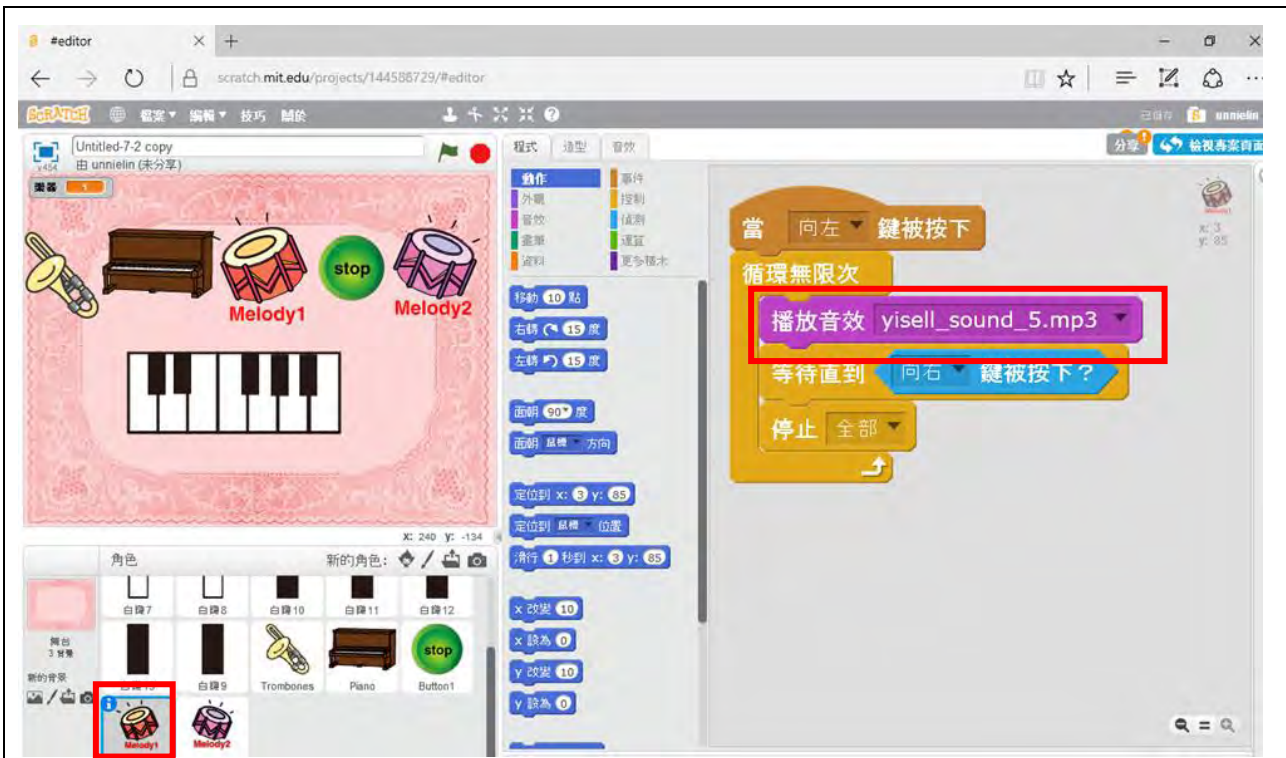 #editor
scratch.mit.edu/projects/144588729/#editor
SCRATCH 檔案 編輯 技巧 關於
已儲存 unnielin
Untitled-7-2 copy
v454 由 unnielin (未分享)
程式 造型 音效
分享 檢視專案頁面
樂器 1
stop
Melody1
Melody2
動作 事件
外觀 控制
音效 偵測
畫筆 運算
資料 更多積木
移動 10 點
右轉 15 度
左轉 15 度
面朝 90 度
面朝 鼠標 方向
定位到 x: 3 y: 85
定位到 鼠標 位置
滑行 1 秒到 x: 3 y: 85
x 改變 10
x 設為 0
y 改變 10
y 設為 0
當 向左 鍵被按下
循環無限次
播放音效 yisell_sound_5.mp3
等待直到 向右 鍵被按下?
停止 全部
Melody1
x: 3
y: 85
x: 240 y: -134
角色 新的角色:
白鍵7 白鍵8 白鍵10 白鍵11 白鍵12
舞台
3 背景
新的背景
stop
白鍵9 Trombones Piano Button1
Melody1 Melody2